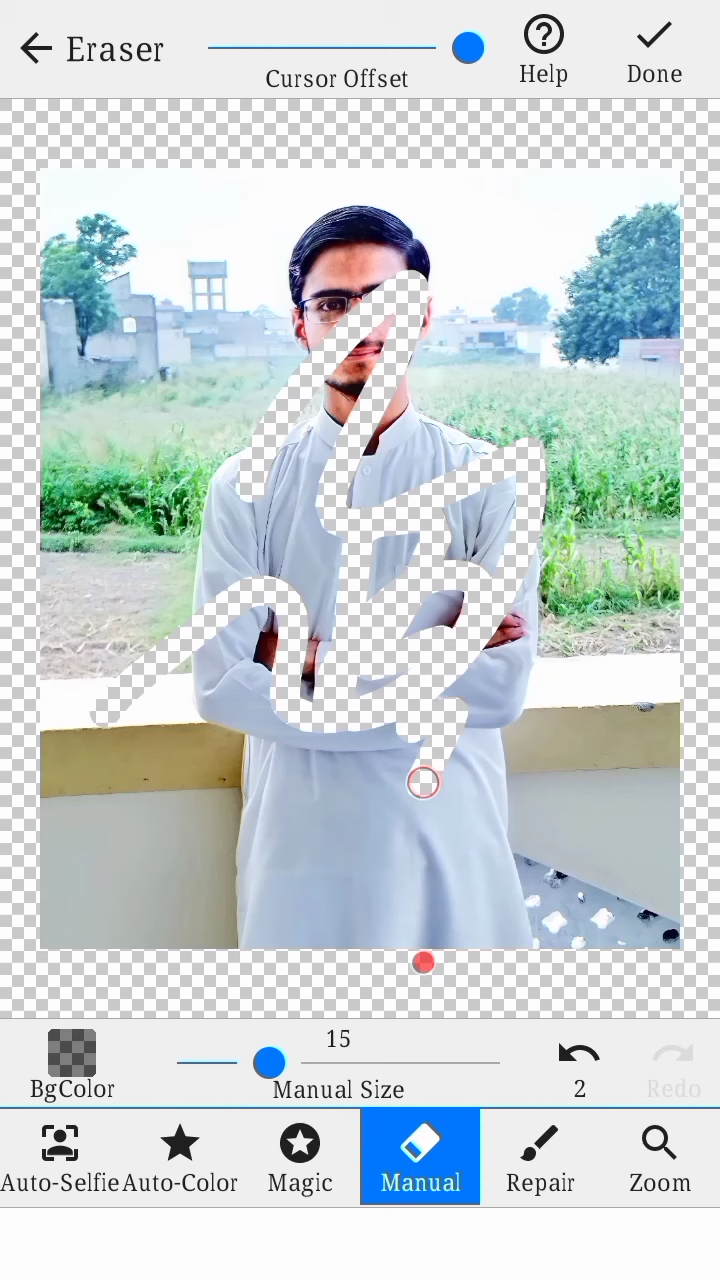 Eraser
Cursor Offset
Help
Done
15
BgColor
Manual Size
2
Redo
Auto-Selfie
Auto-Color
Magic
Manual
Repair
Zoom